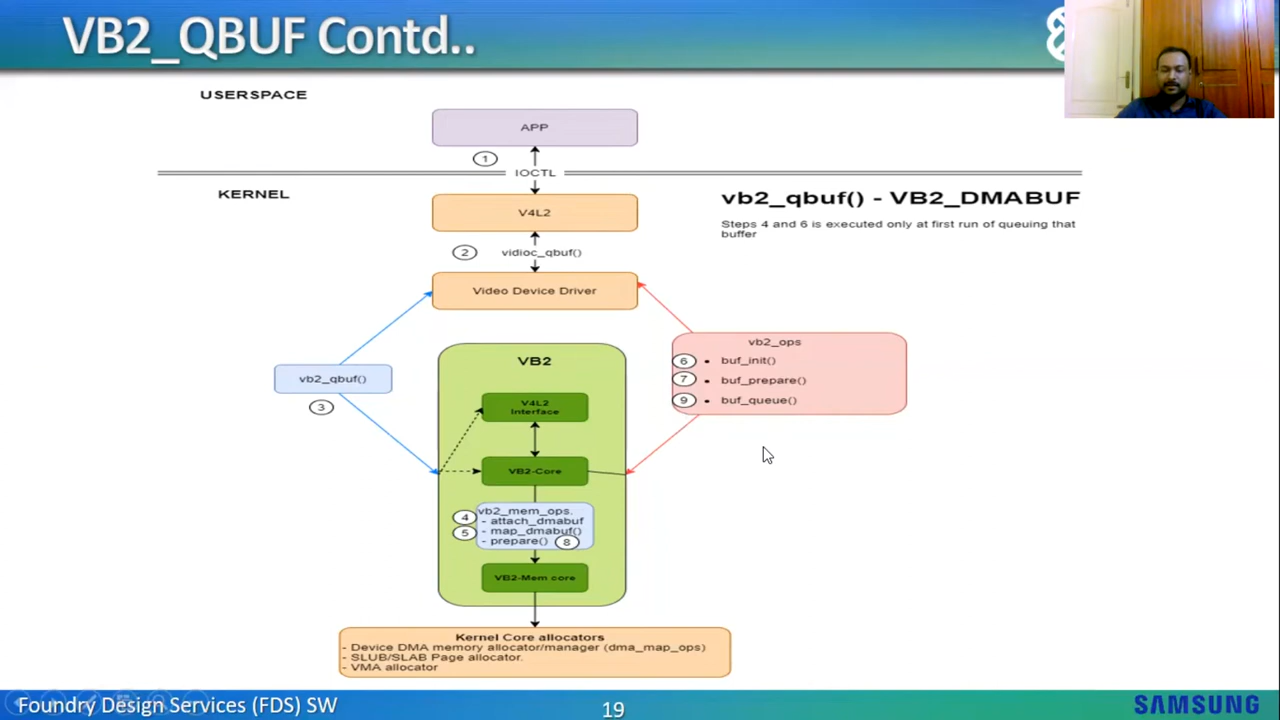 VB2_QBUF Contd..
USERSPACE
APP
1
IOCTL
KERNEL
V4L2
vb2_qbuf() - VB2_DMABUF
Steps 4 and 6 is executed only at first run of queuing that
buffer
2
vidioc_qbuf()
Video Device Driver
vb2_qbuf()
3
VB2
V4L2
Interface
VB2-Core
vb2_mem_ops.
4
- attach_dmabuf
5
- map_dmabuf()
- prepare()
8
VB2-Mem core
vb2_ops
6 • buf_init()
7 • buf_prepare()
9 • buf_queue()
Kernel Core allocators
- Device DMA memory allocator/manager (dma_map_ops)
- SLUB/SLAB Page allocator.
- VMA allocator
Foundry Design Services (FDS) SW
19
SAMSUNG